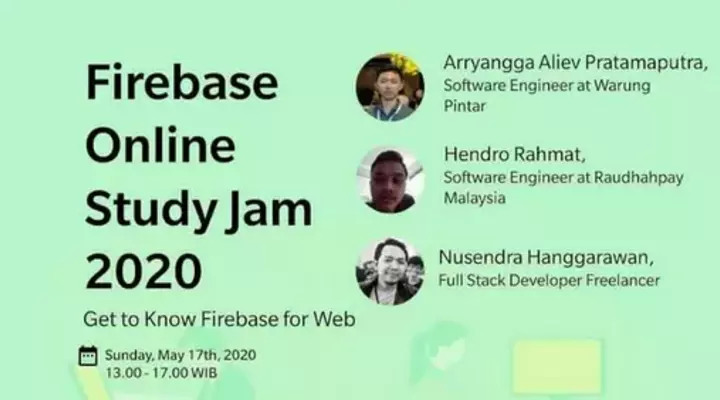 Firebase
Online
Study Jam
2020
Get to Know Firebase for Web
Sunday, May 17th, 2020
13.00 - 17.00 WIB
Arryangga Aliev Pratamaputra,
Software Engineer at Warung
Pintar
Hendro Rahmat,
Software Engineer at Raudhahpay
Malaysia
Nusendra Hanggarawan,
Full Stack Developer Freelancer